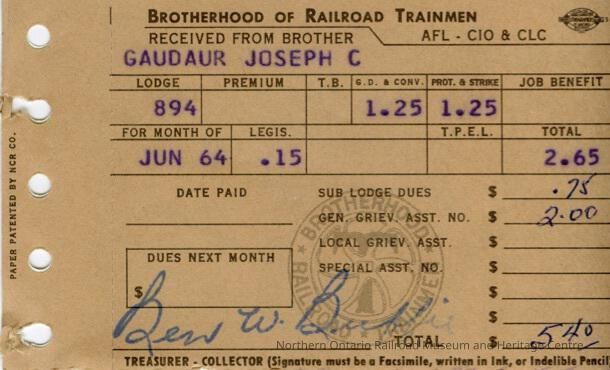 BROTHERHOOD OF RAILROAD TRAINMEN
RECEIVED FROM BROTHER AFL - CIO & CLC
GAUDAUR JOSEPH C
LODGE PREMIUM T.B. G.D. & CONV. PROT. & STRIKE JOB BENEFIT
894 1.25 1.25
FOR MONTH OF LEGIS. T.P.E.L. TOTAL
JUN 64 .15 2.65
DATE PAID SUB LODGE DUES $ .75
GEN. GRIEV. ASST. NO. $ 2.00
LOCAL GRIEV. ASST. $
SPECIAL ASST. NO. $
DUES NEXT MONTH
$
$
Ben W.
TOTAL $ 5.40
TREASURER - COLLECTOR (Signature must be a Facsimile, written in Ink, or Indelible Pencil
PAPER PATENTED BY NCR CO.
BROTHERHOOD
RAILROAD TRAINMEN
Northern Ontario Railroad Museum and Heritage Centre